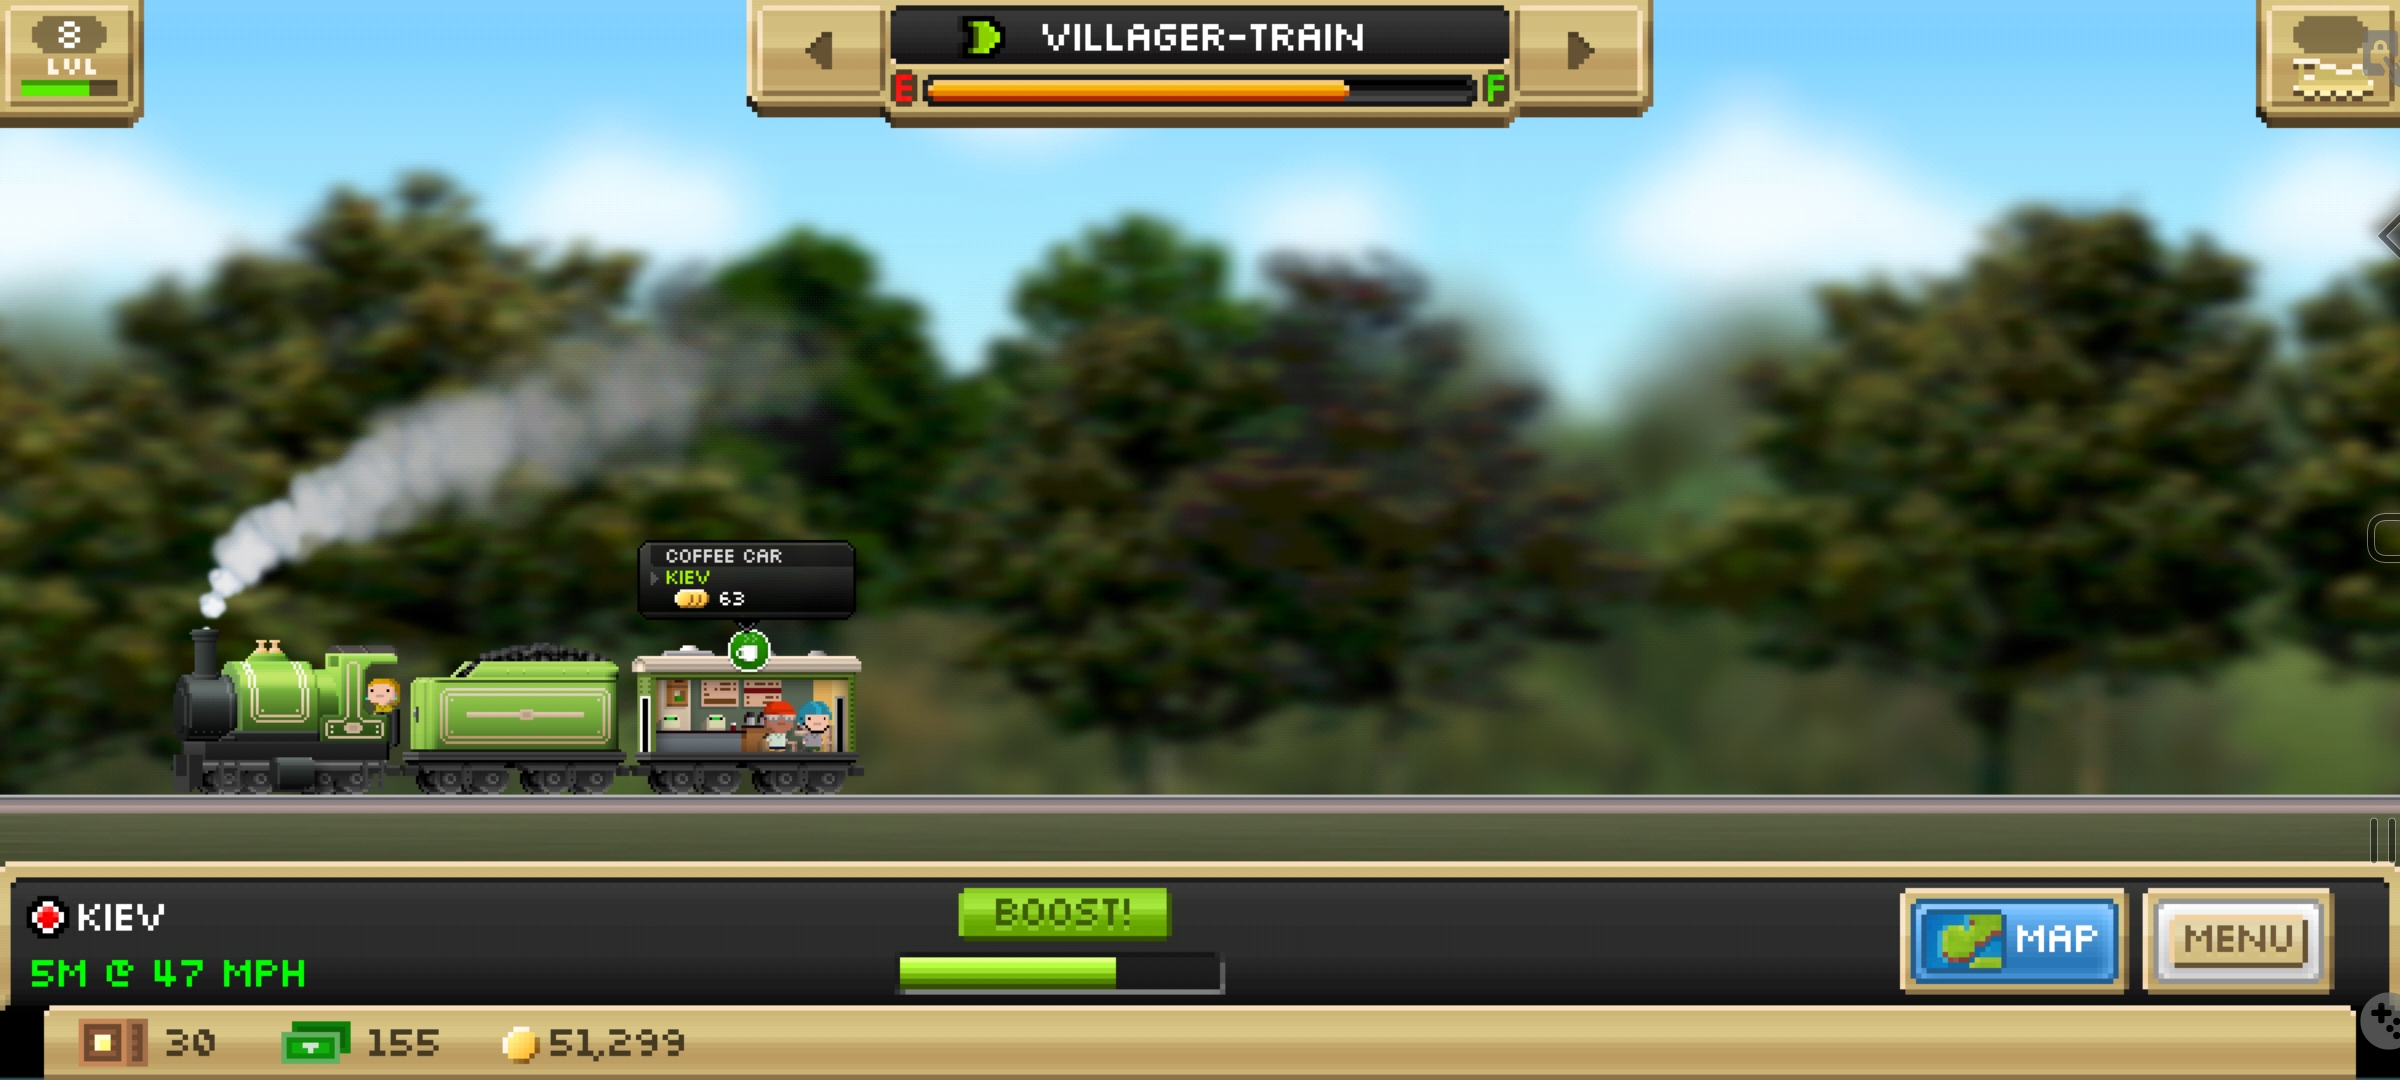 8
LVL
VILLAGER-TRAIN
E F
COFFEE CAR
KIEV
63
KIEV
5M @ 47 MPH
BOOST!
MAP
MENU
30 155 51,299